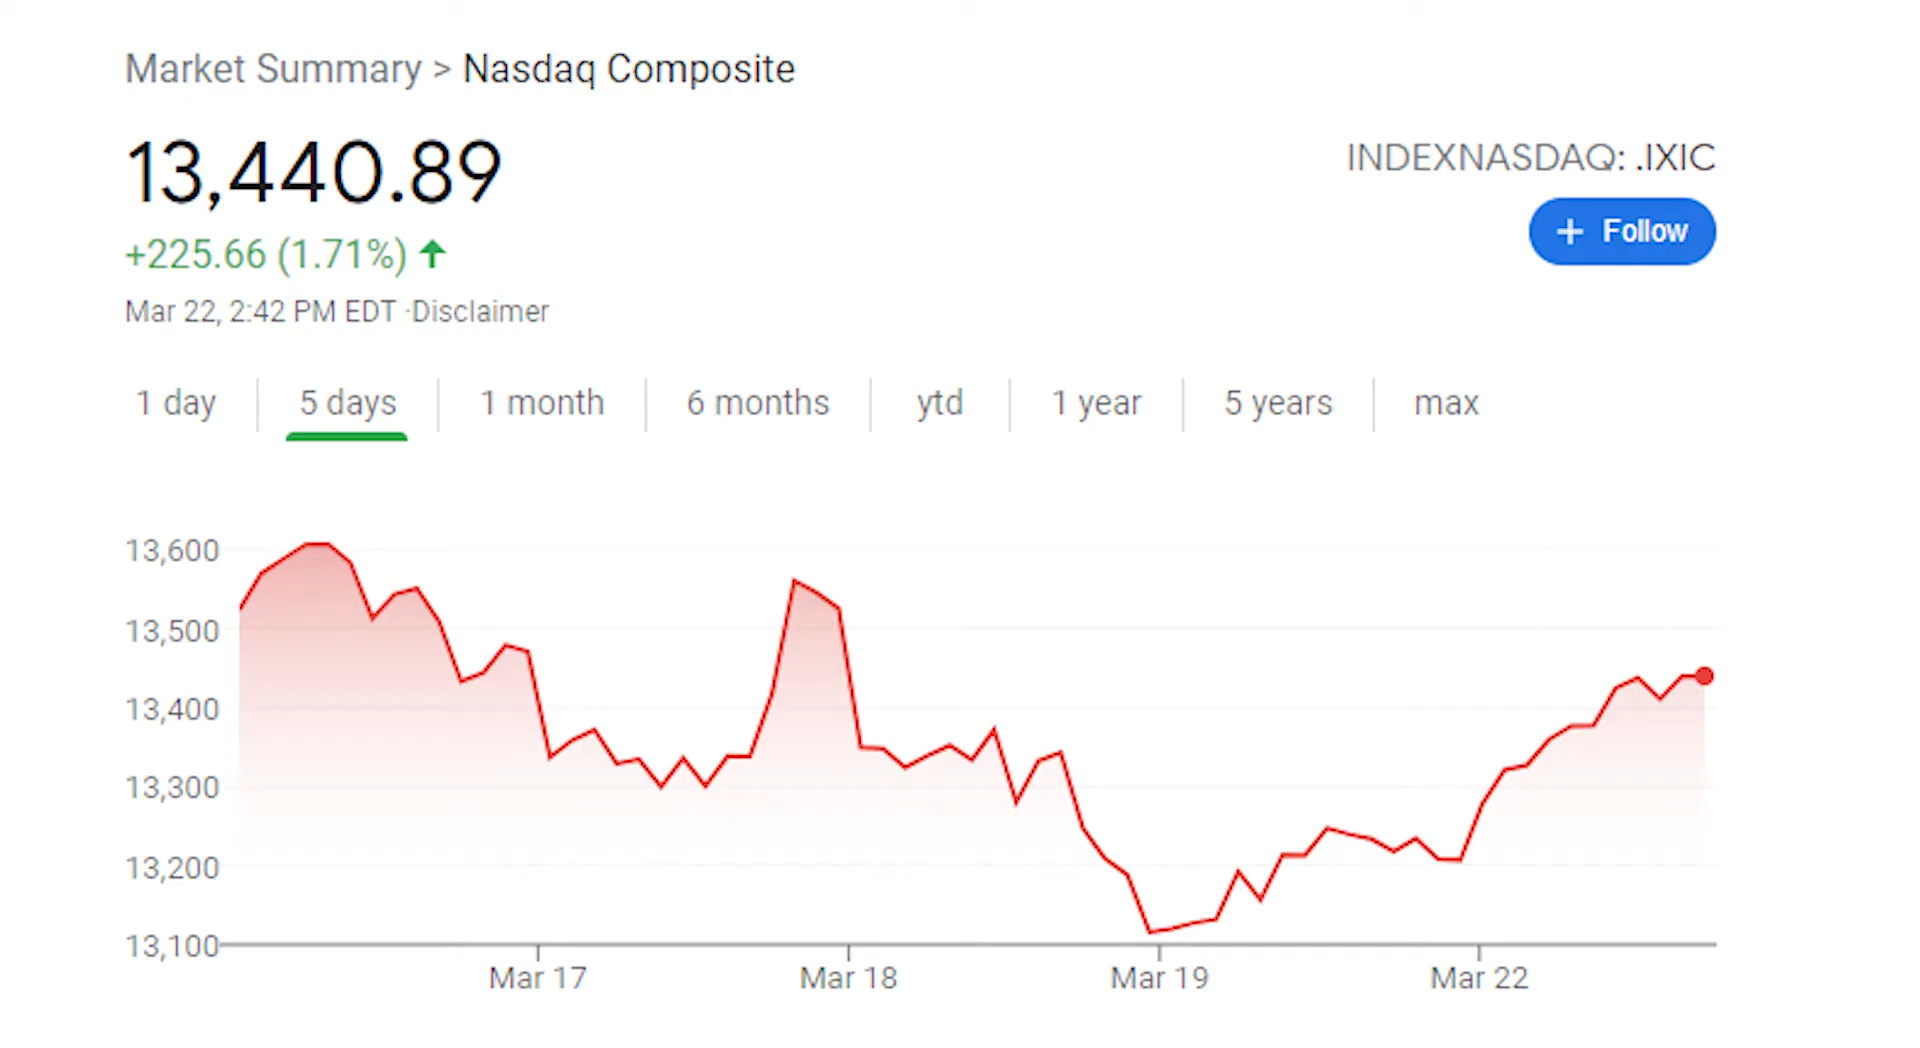 Market Summary > Nasdaq Composite
13,440.89
INDEXNASDAQ: .IXIC
+ Follow
+225.66 (1.71%)
Mar 22, 2:42 PM EDT ·Disclaimer
1 day 5 days 1 month 6 months ytd 1 year 5 years max
13,600
13,500
13,400
13,300
13,200
13,100
Mar 17 Mar 18 Mar 19 Mar 22